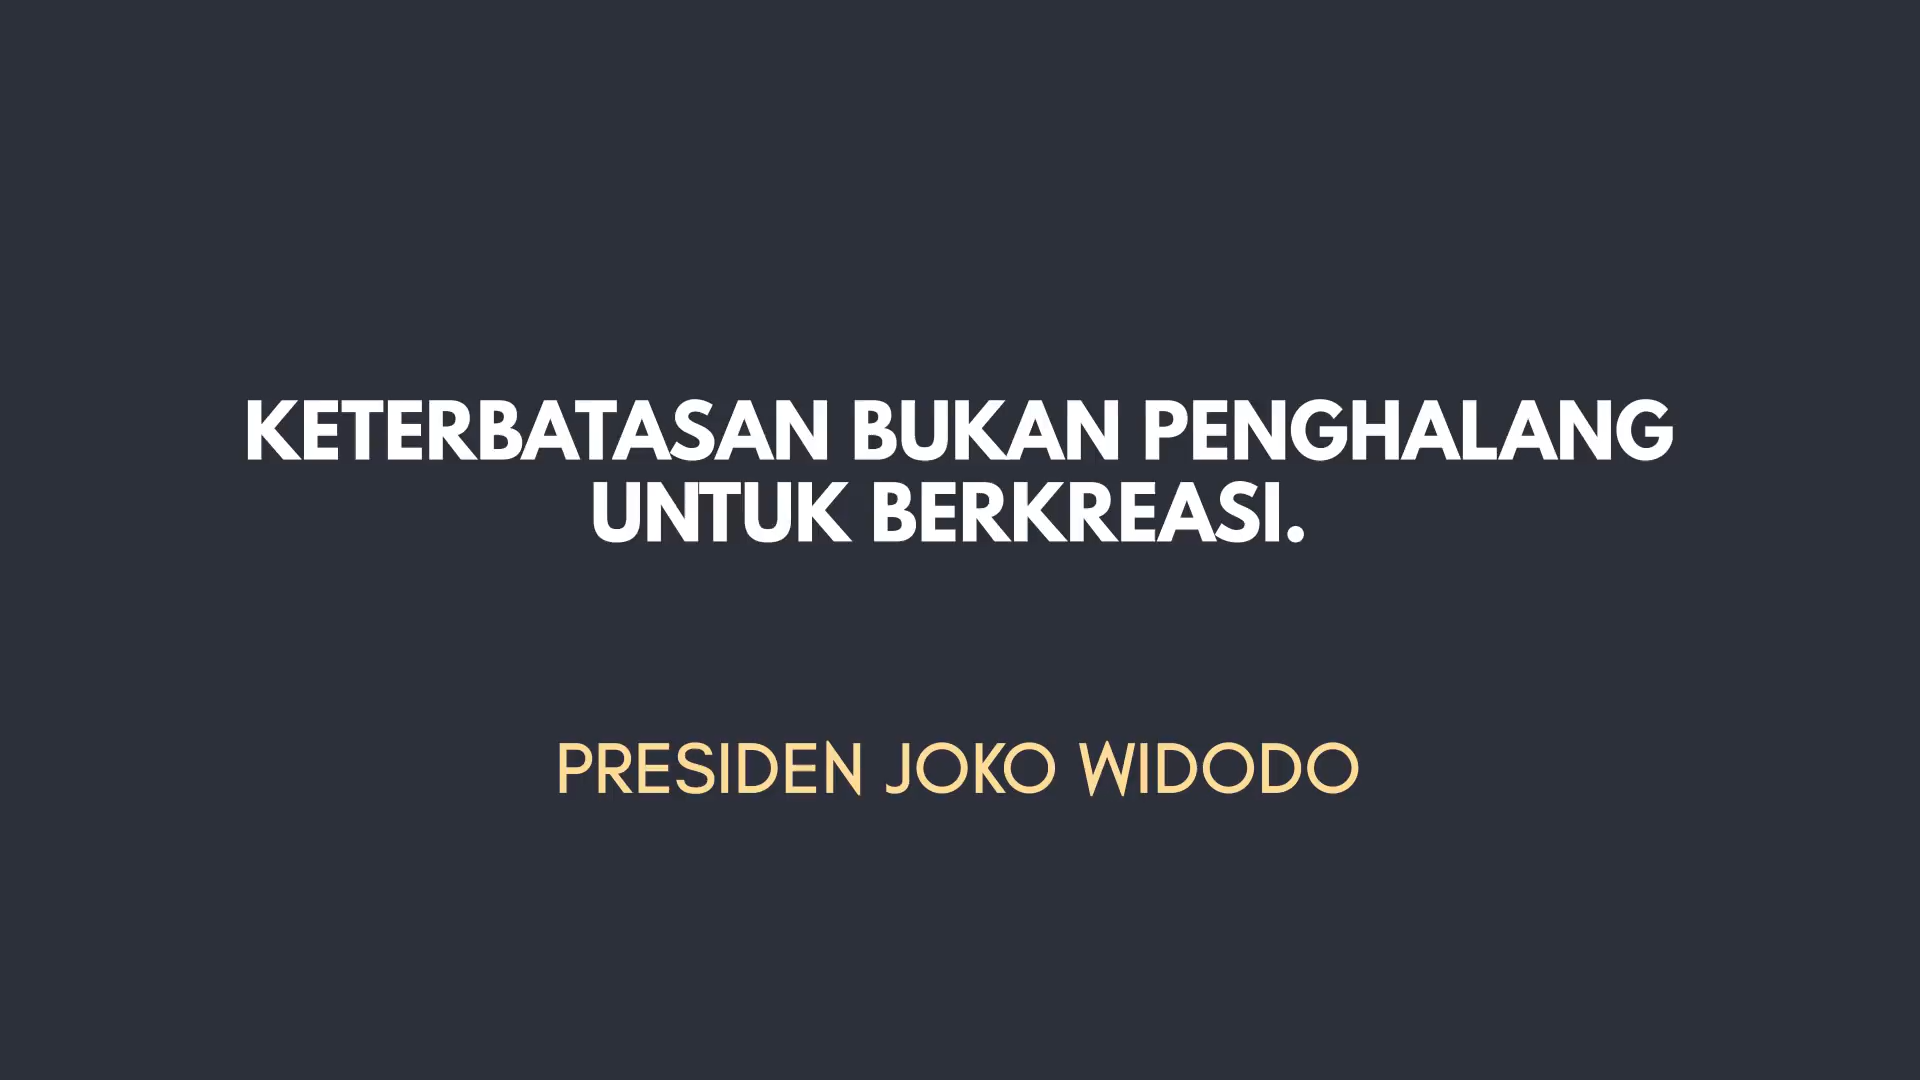 KETERBATASAN BUKAN PENGHALANG
UNTUK BERKREASI.
PRESIDEN JOKO WIDODO